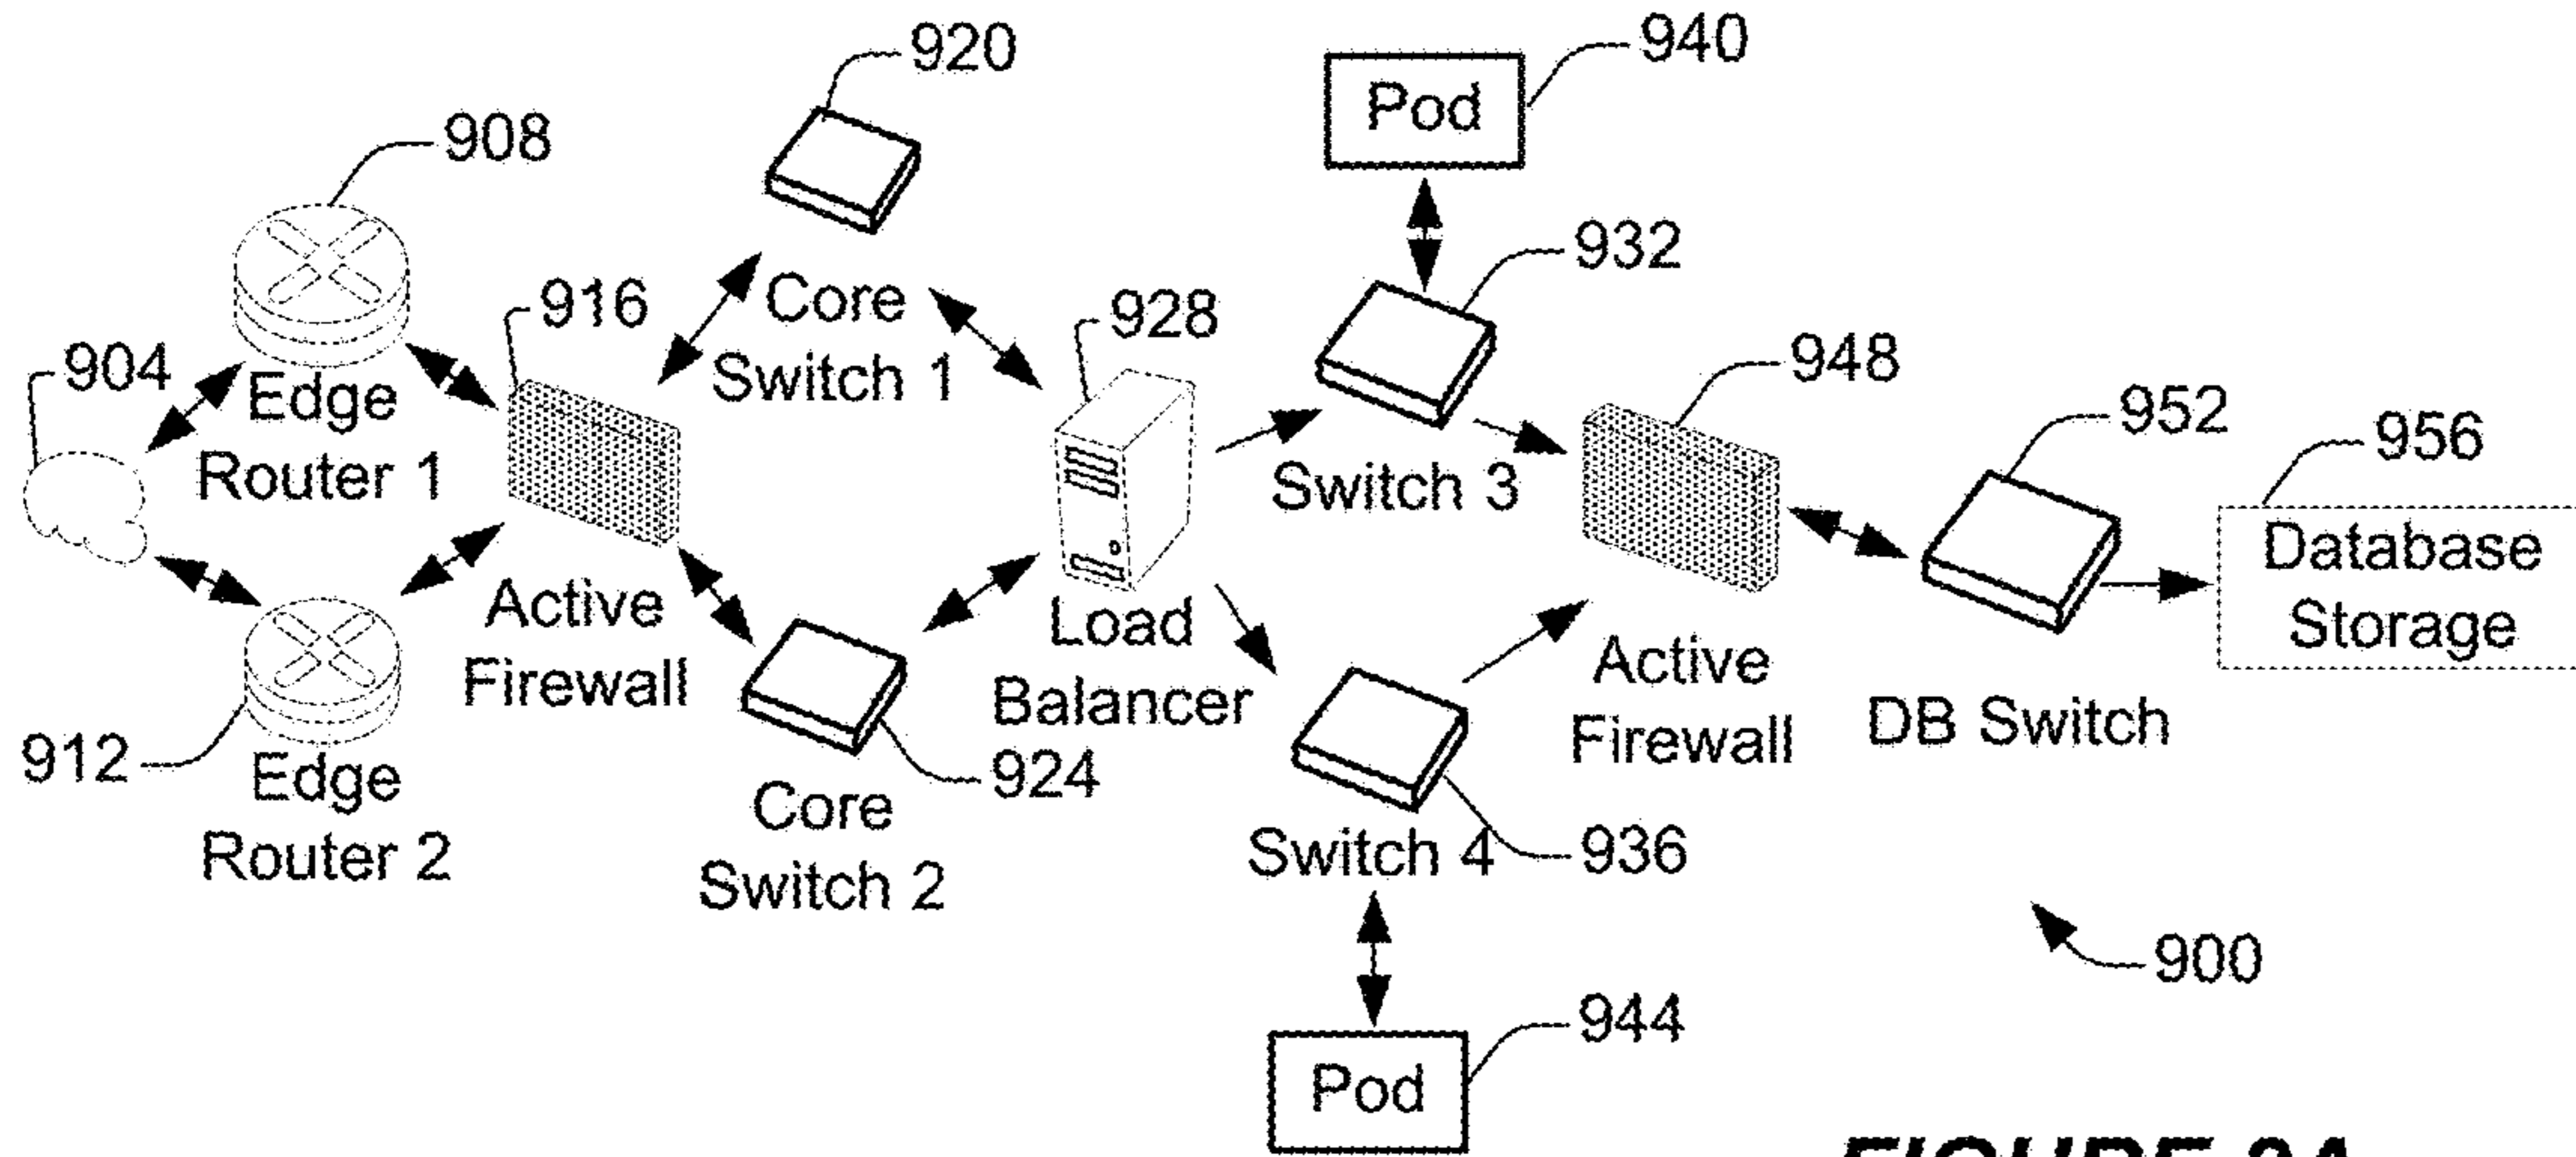 920
940
Pod
908
932
916
Core
Switch 1
928
904
Edge
Router 1
948
952
956
Switch 3
Database
Storage
Active
Firewall
Load
Balancer
Active
Firewall
DB Switch
912
Edge
Router 2
924
Core
Switch 2
Switch 4
936
900
944
Pod